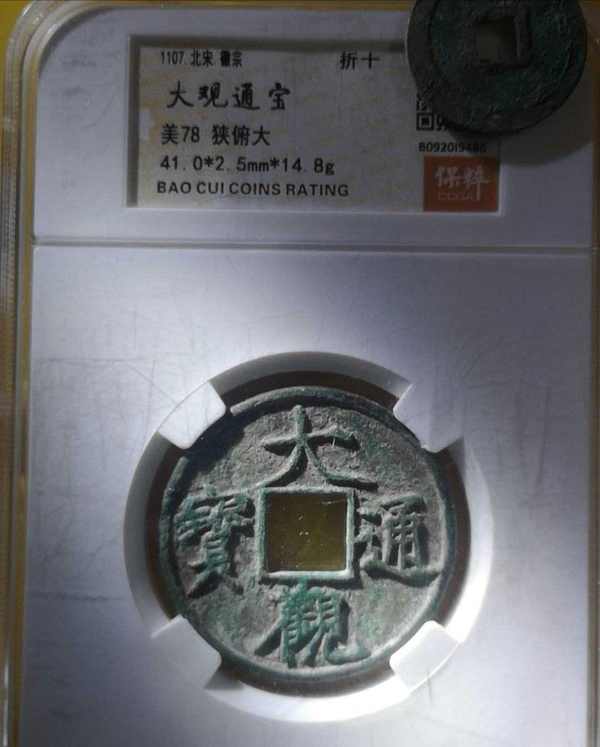 1107.北宋 徽宗 折十
大观通宝
美78 狭俯大
41.0*2.5mm*14.8g
BAO CUI COINS RATING
B092019486
保粹
大
寳 通
觀